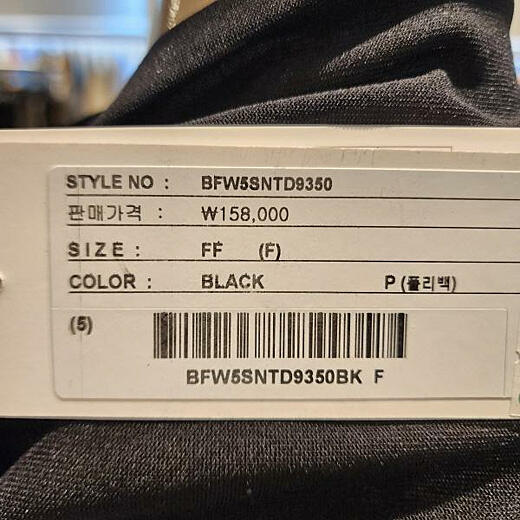 STYLE NO : BFW5SNTD9350
판매가격 : ₩158,000
SIZE : FF (F)
COLOR : BLACK P (폴리백)
(5)
BFW5SNTD9350BK F